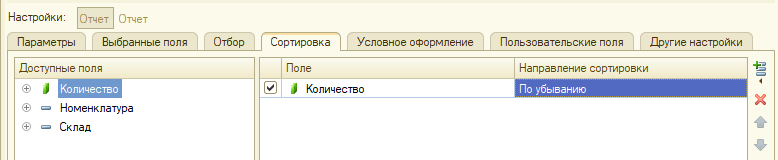 Настройки: Отчет Отчет
Параметры Выбранные поля Отбор Сортировка Условное оформление Пользовательские поля Другие настройки
Доступные поля Поле Направление сортировки
Количество Количество По убыванию
Номенклатура
Склад